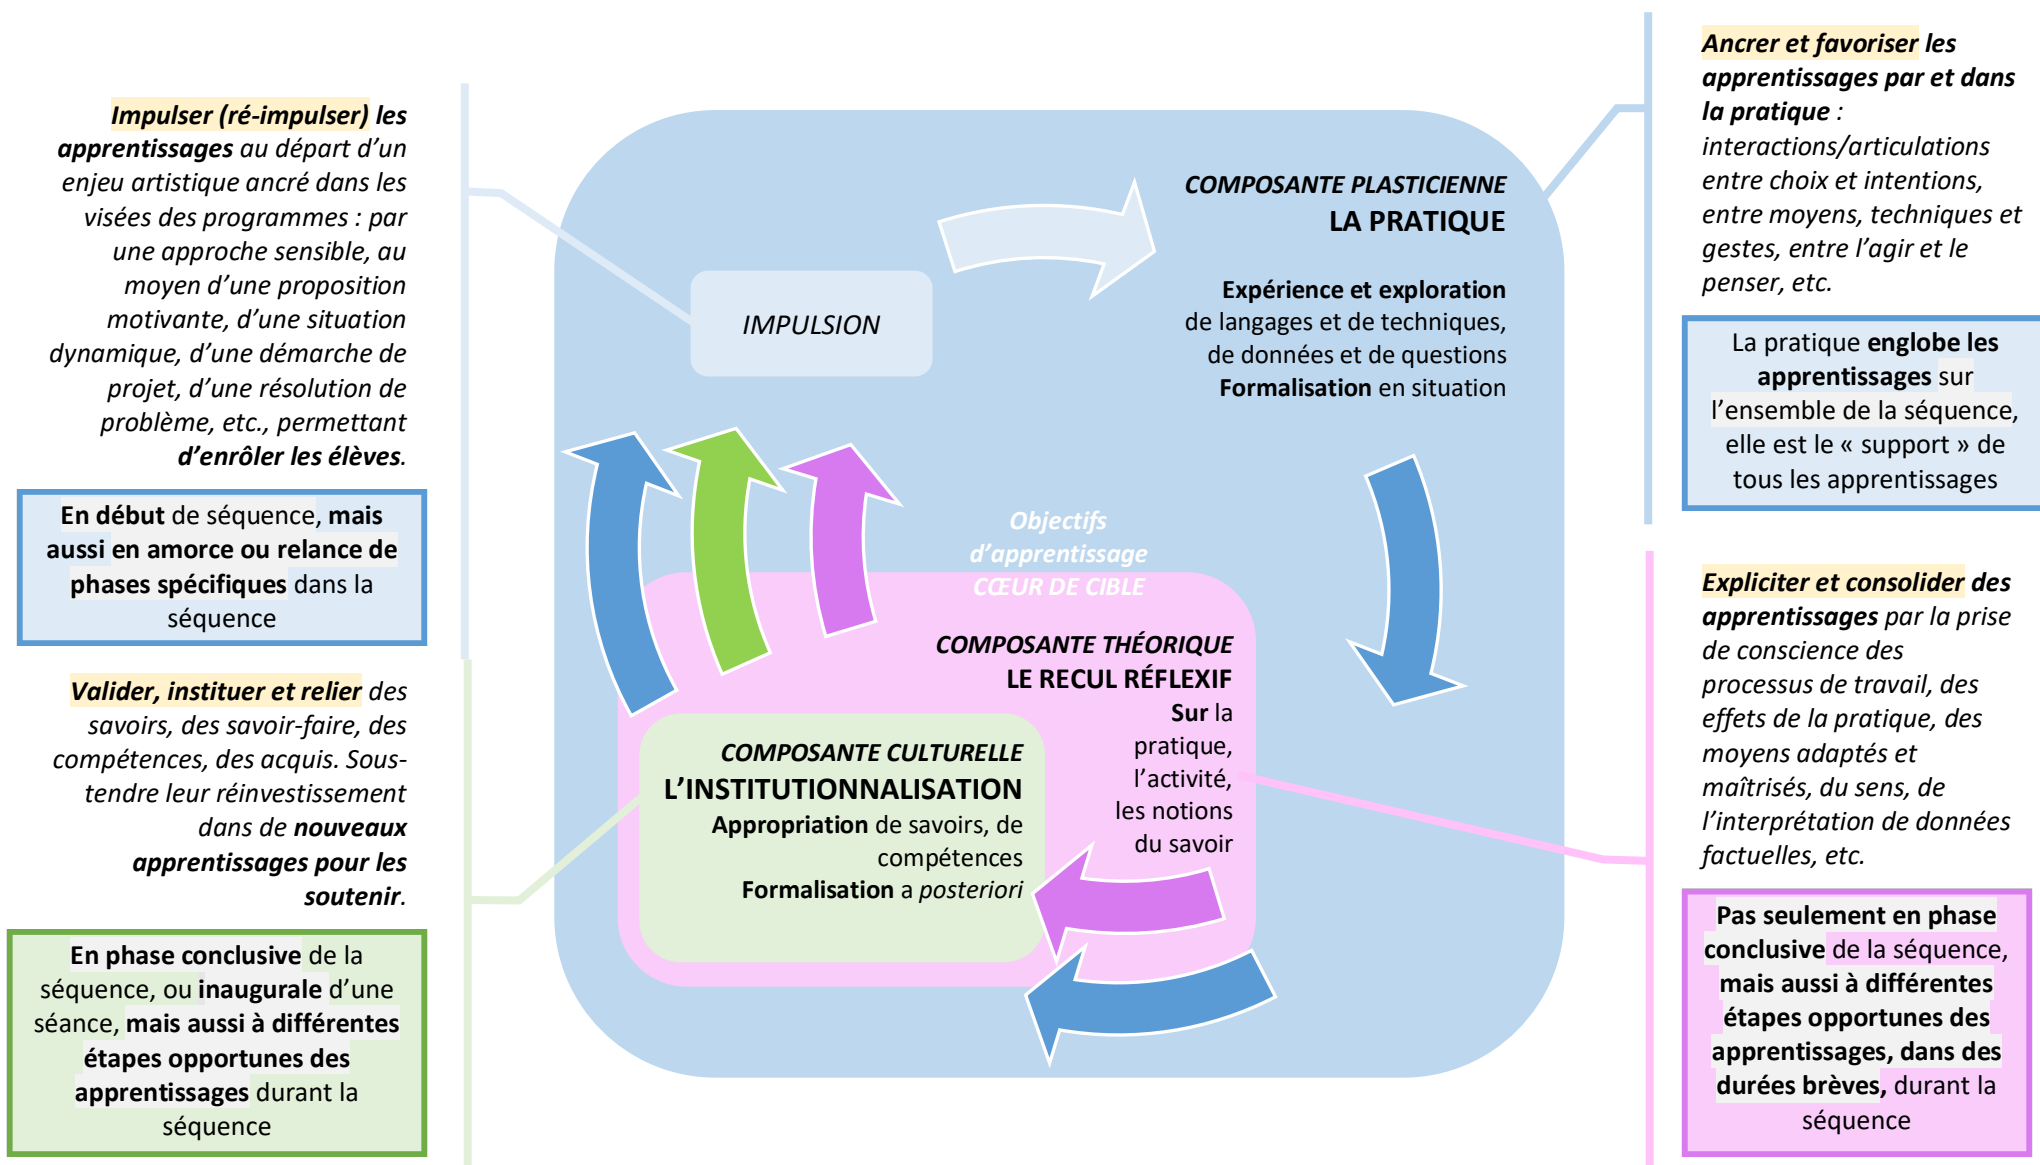 Impulser (ré-impulser) les
apprentissages au départ d’un
enjeu artistique ancré dans les
visées des programmes : par
une approche sensible, au
moyen d’une proposition
motivante, d’une situation
dynamique, d’une démarche de
projet, d’une résolution de
problème, etc., permettant
d’enrôler les élèves.
En début de séquence, mais
aussi en amorce ou relance de
phases spécifiques dans la
séquence
Valider, instituer et relier des
savoirs, des savoir-faire, des
compétences, des acquis. Sous-
tendre leur réinvestissement
dans de nouveaux
apprentissages pour les
soutenir.
En phase conclusive de la
séquence, ou inaugurale d’une
séance, mais aussi à différentes
étapes opportunes des
apprentissages durant la
séquence
IMPULSION
COMPOSANTE PLASTICIENNE
LA PRATIQUE
Expérience et exploration
de langages et de techniques,
de données et de questions
Formalisation en situation
Objectifs
d’apprentissage
CŒUR DE CIBLE
COMPOSANTE THÉORIQUE
LE RECUL RÉFLEXIF
Sur la
pratique,
l’activité,
les notions
du savoir
COMPOSANTE CULTURELLE
L’INSTITUTIONNALISATION
Appropriation de savoirs, de
compétences
Formalisation a posteriori
Ancrer et favoriser les
apprentissages par et dans
la pratique :
interactions/articulations
entre choix et intentions,
entre moyens, techniques et
gestes, entre l’agir et le
penser, etc.
La pratique englobe les
apprentissages sur
l’ensemble de la séquence,
elle est le « support » de
tous les apprentissages
Expliciter et consolider des
apprentissages par la prise
de conscience des
processus de travail, des
effets de la pratique, des
moyens adaptés et
maîtrisés, du sens, de
l’interprétation de données
factuelles, etc.
Pas seulement en phase
conclusive de la séquence,
mais aussi à différentes
étapes opportunes des
apprentissages, dans des
durées brèves, durant la
séquence